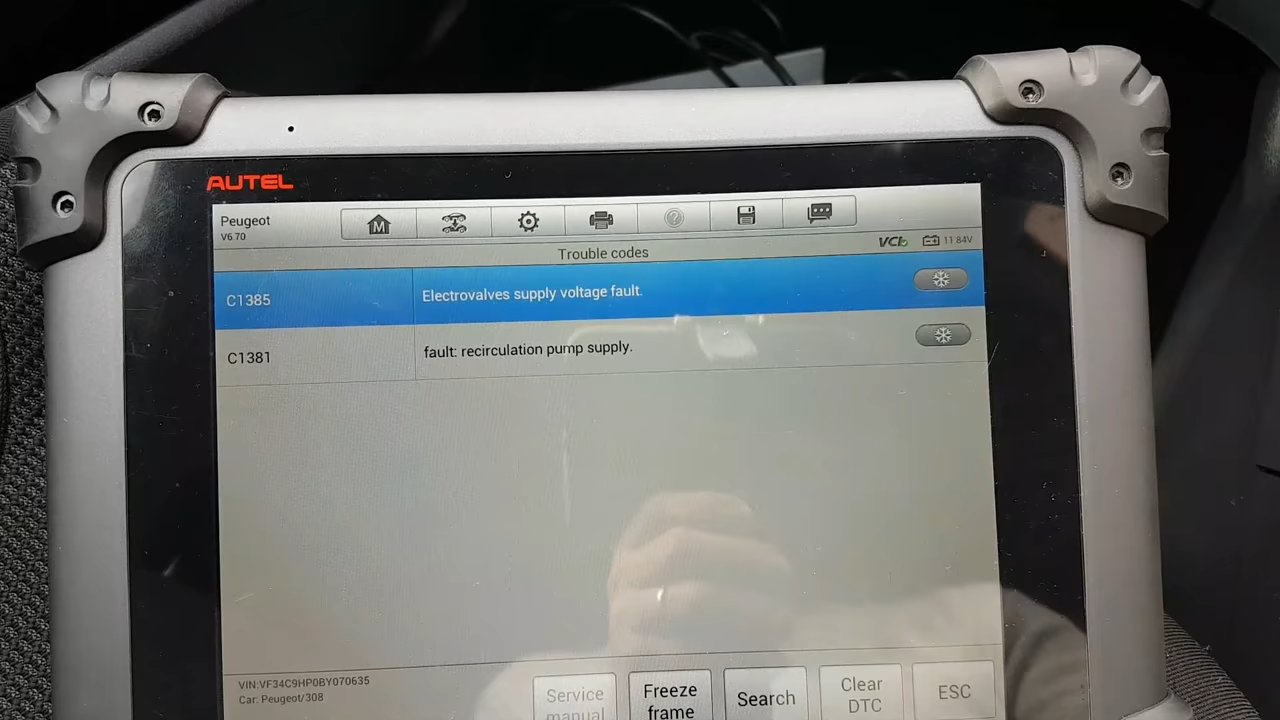 AUTEL
Peugeot
V6.70
M
?
Trouble codes
VCI
11.84V
C1385
Electrovalves supply voltage fault.
C1381
fault: recirculation pump supply.
VIN:VF34C9HP0BY070635
Car: Peugeot/308
Service
manual
Freeze
frame
Search
Clear
DTC
ESC